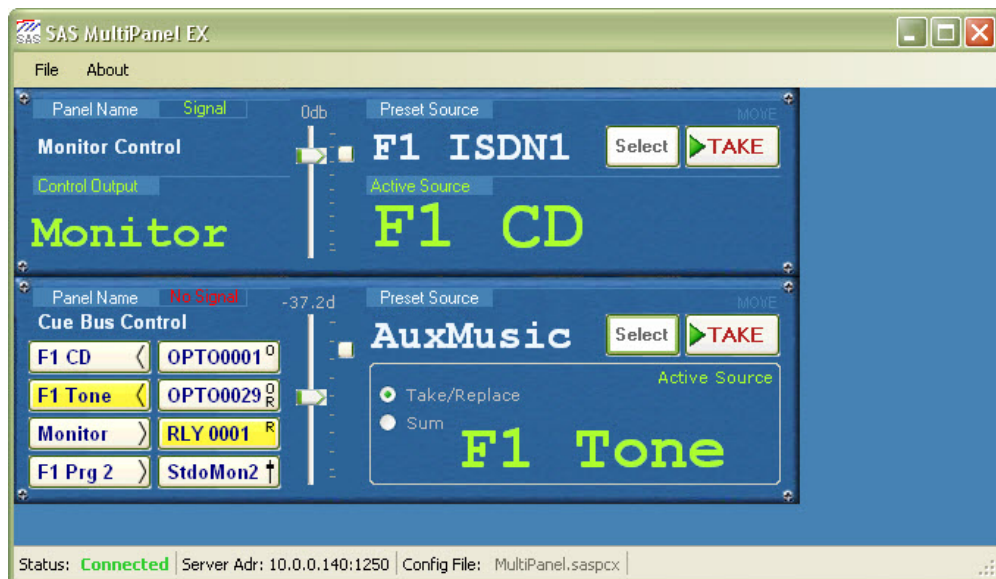 SAS MultiPanel EX
File About
Panel Name Signal 0db Preset Source MOVE
Monitor Control F1 ISDN1 Select TAKE
Control Output Active Source
Monitor F1 CD
Panel Name No Signal -37.2d Preset Source MOVE
Cue Bus Control AuxMusic Select TAKE
F1 CD OPTO0001 O
Active Source
F1 Tone OPTO0029 O R Take/Replace
Monitor RLY 0001 R Sum
F1 Tone
F1 Prg 2 StdoMon2
Status: Connected Server Adr: 10.0.0.140:1250 Config File: MultiPanel.saspcx